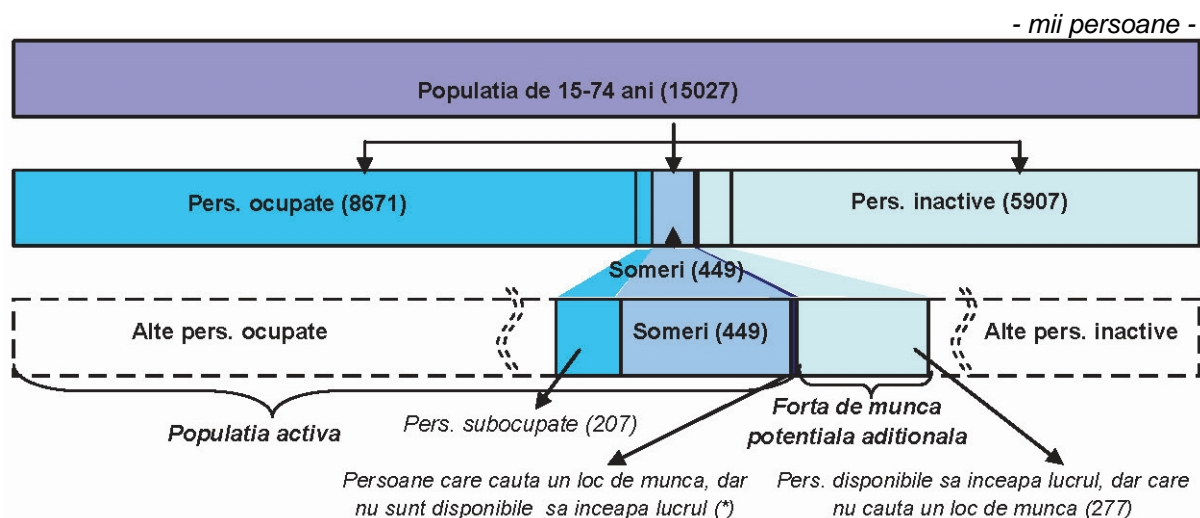 - mii persoane -
Populatia de 15-74 ani (15027)
Pers. ocupate (8671)
Pers. inactive (5907)
Someri (449)
Alte pers. ocupate
Someri (449)
Alte pers. inactive
Populatia activa
Pers. subocupate (207)
Forta de munca
potentiala aditionala
Persoane care cauta un loc de munca, dar
nu sunt disponibile sa inceapa lucrul (*)
Pers. disponibile sa inceapa lucrul, dar care
nu cauta un loc de munca (277)